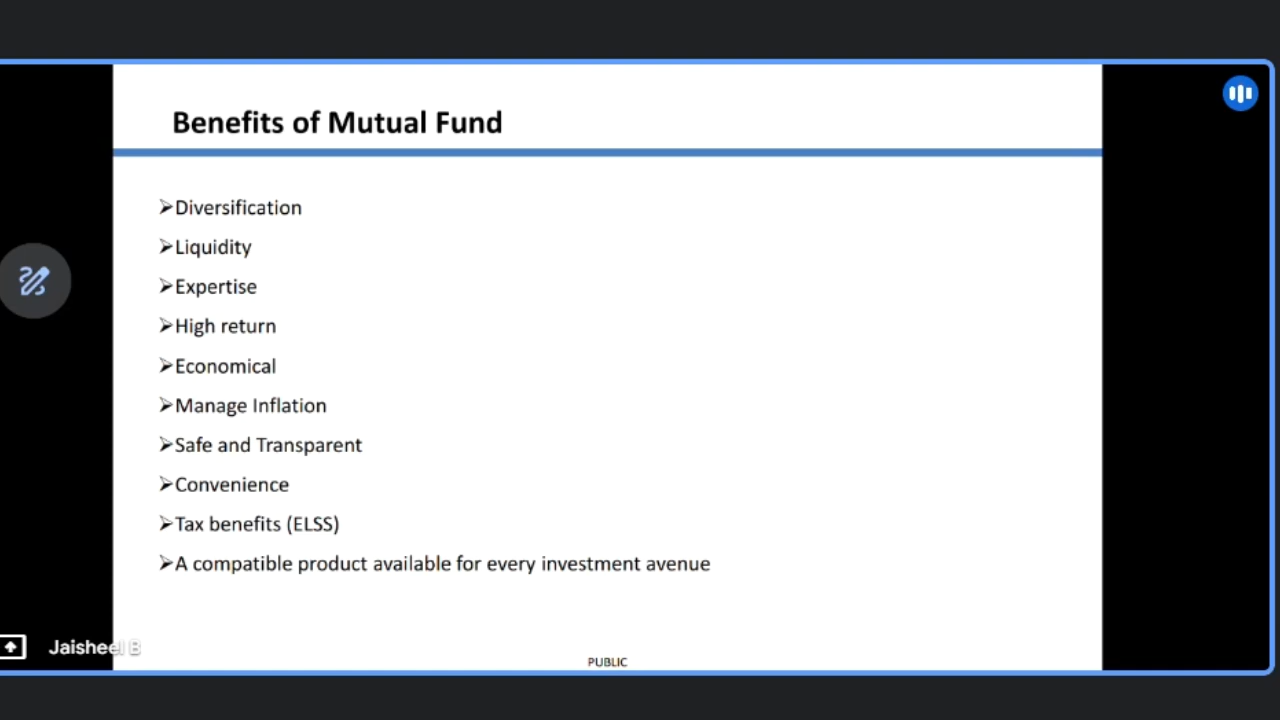 Benefits of Mutual Fund
➢Diversification
➢Liquidity
➢Expertise
➢High return
➢Economical
➢Manage Inflation
➢Safe and Transparent
➢Convenience
➢Tax benefits (ELSS)
➢A compatible product available for every investment avenue
Jaisheel B
PUBLIC